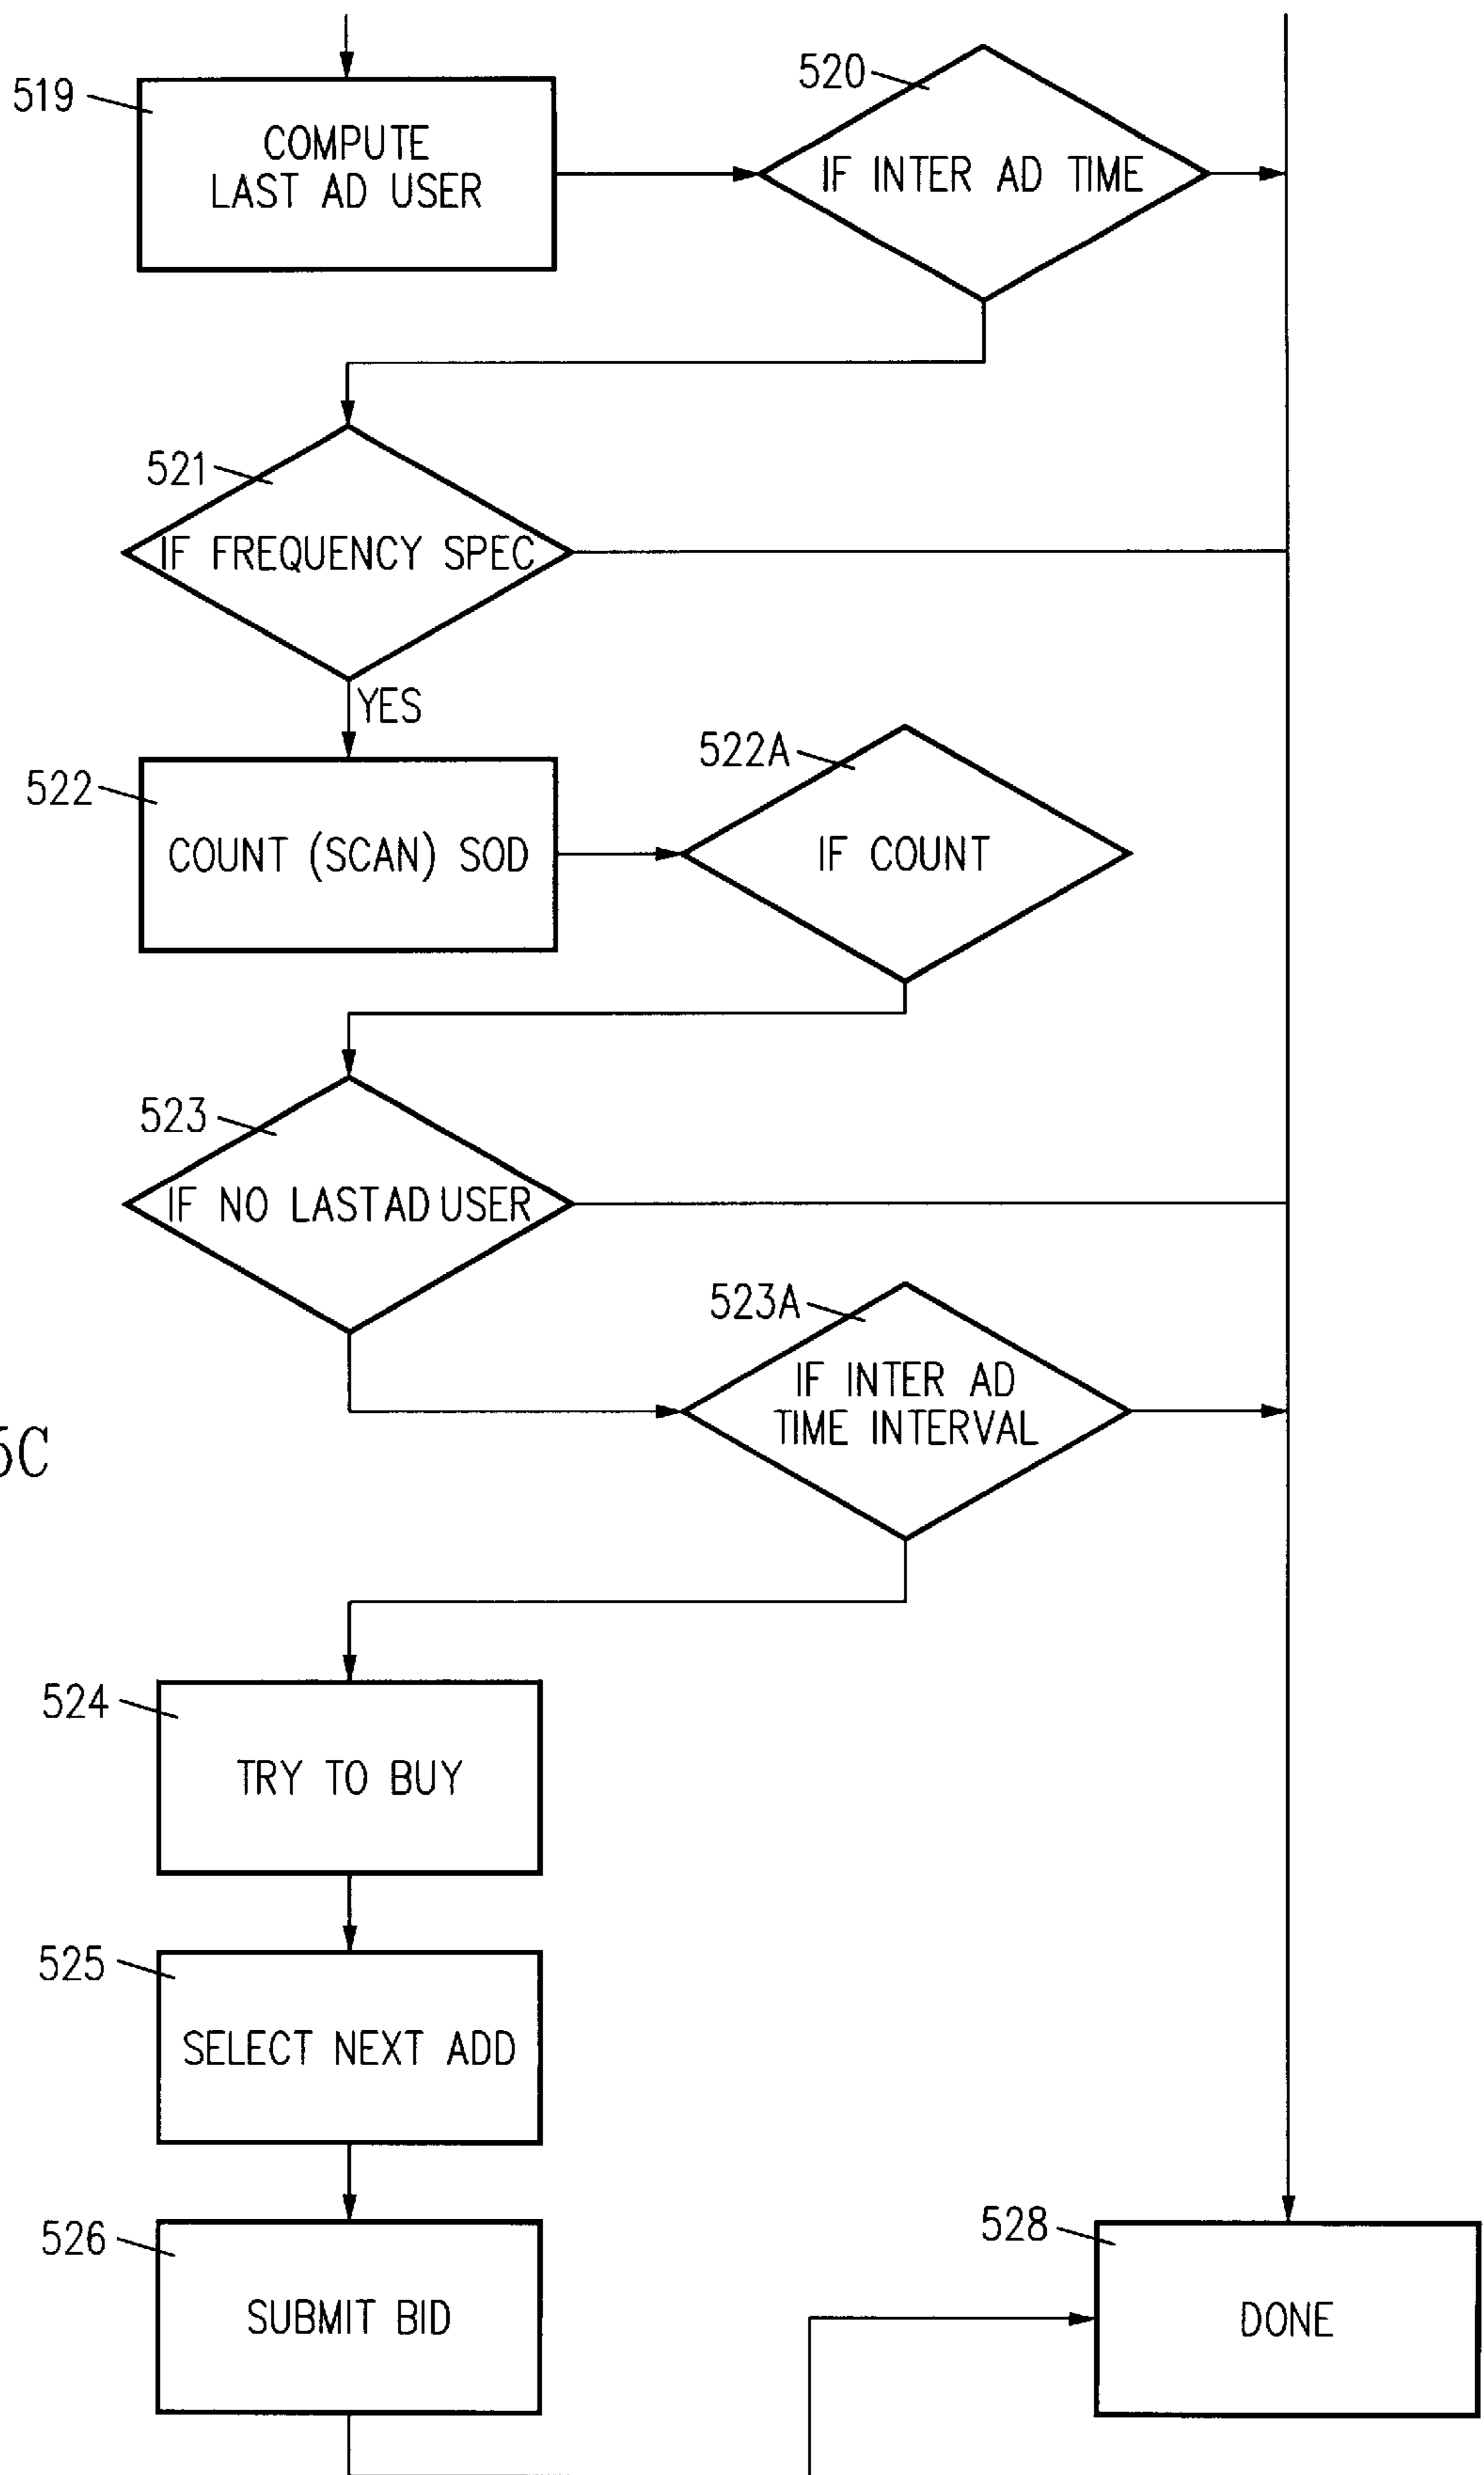 519
COMPUTE
LAST AD USER
520
IF INTER AD TIME
521
IF FREQUENCY SPEC
YES
522
COUNT (SCAN) SOD
522A
IF COUNT
523
IF NO LAST AD USER
523A
IF INTER AD
TIME INTERVAL
5C
524
TRY TO BUY
525
SELECT NEXT ADD
526
SUBMIT BID
528
DONE